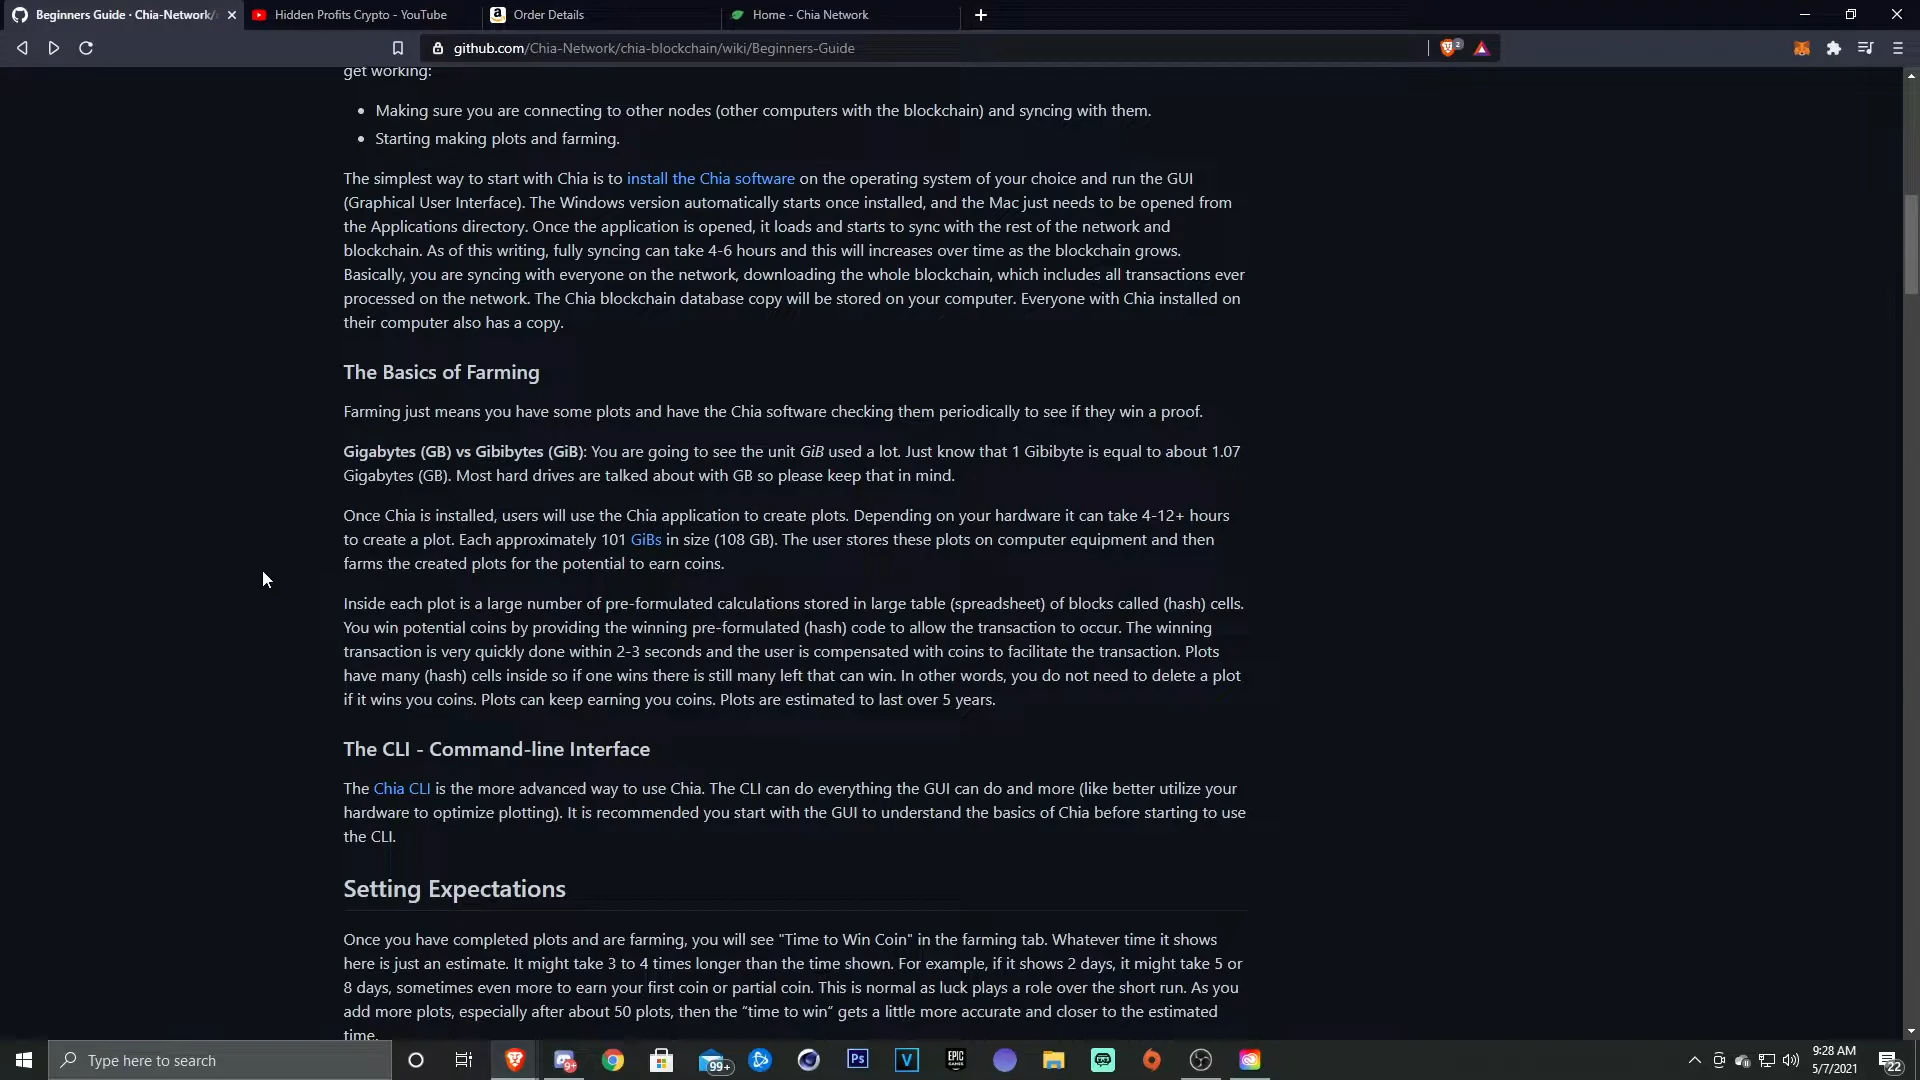 Beginners Guide · Chia-Network/
Hidden Profits Crypto - YouTube
Order Details
Home - Chia Network
github.com/Chia-Network/chia-blockchain/wiki/Beginners-Guide
2
get working:
• Making sure you are connecting to other nodes (other computers with the blockchain) and syncing with them.
• Starting making plots and farming.
The simplest way to start with Chia is to install the Chia software on the operating system of your choice and run the GUI
(Graphical User Interface). The Windows version automatically starts once installed, and the Mac just needs to be opened from
the Applications directory. Once the application is opened, it loads and starts to sync with the rest of the network and
blockchain. As of this writing, fully syncing can take 4-6 hours and this will increases over time as the blockchain grows.
Basically, you are syncing with everyone on the network, downloading the whole blockchain, which includes all transactions ever
processed on the network. The Chia blockchain database copy will be stored on your computer. Everyone with Chia installed on
their computer also has a copy.
The Basics of Farming
Farming just means you have some plots and have the Chia software checking them periodically to see if they win a proof.
Gigabytes (GB) vs Gibibytes (GiB): You are going to see the unit GiB used a lot. Just know that 1 Gibibyte is equal to about 1.07
Gigabytes (GB). Most hard drives are talked about with GB so please keep that in mind.
Once Chia is installed, users will use the Chia application to create plots. Depending on your hardware it can take 4-12+ hours
to create a plot. Each approximately 101 GiBs in size (108 GB). The user stores these plots on computer equipment and then
farms the created plots for the potential to earn coins.
Inside each plot is a large number of pre-formulated calculations stored in large table (spreadsheet) of blocks called (hash) cells.
You win potential coins by providing the winning pre-formulated (hash) code to allow the transaction to occur. The winning
transaction is very quickly done within 2-3 seconds and the user is compensated with coins to facilitate the transaction. Plots
have many (hash) cells inside so if one wins there is still many left that can win. In other words, you do not need to delete a plot
if it wins you coins. Plots can keep earning you coins. Plots are estimated to last over 5 years.
The CLI - Command-line Interface
The Chia CLI is the more advanced way to use Chia. The CLI can do everything the GUI can do and more (like better utilize your
hardware to optimize plotting). It is recommended you start with the GUI to understand the basics of Chia before starting to use
the CLI.
Setting Expectations
Once you have completed plots and are farming, you will see "Time to Win Coin" in the farming tab. Whatever time it shows
here is just an estimate. It might take 3 to 4 times longer than the time shown. For example, if it shows 2 days, it might take 5 or
8 days, sometimes even more to earn your first coin or partial coin. This is normal as luck plays a role over the short run. As you
add more plots, especially after about 50 plots, then the “time to win” gets a little more accurate and closer to the estimated
time.
Type here to search
9+
99+
Ps
V
EPIC
GAMES
9:28 AM
5/7/2021
22